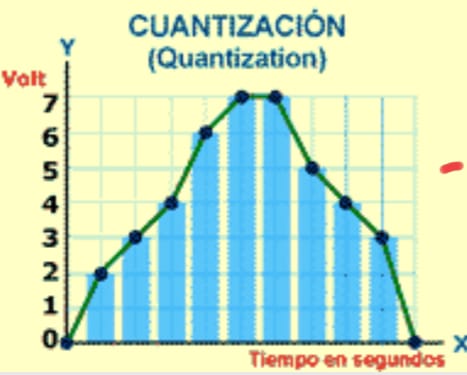 CUANTIZACIÓN
(Quantization)
Y
Volt
7
6
5
4
3
2
1
0
X
Tiempo en segundos